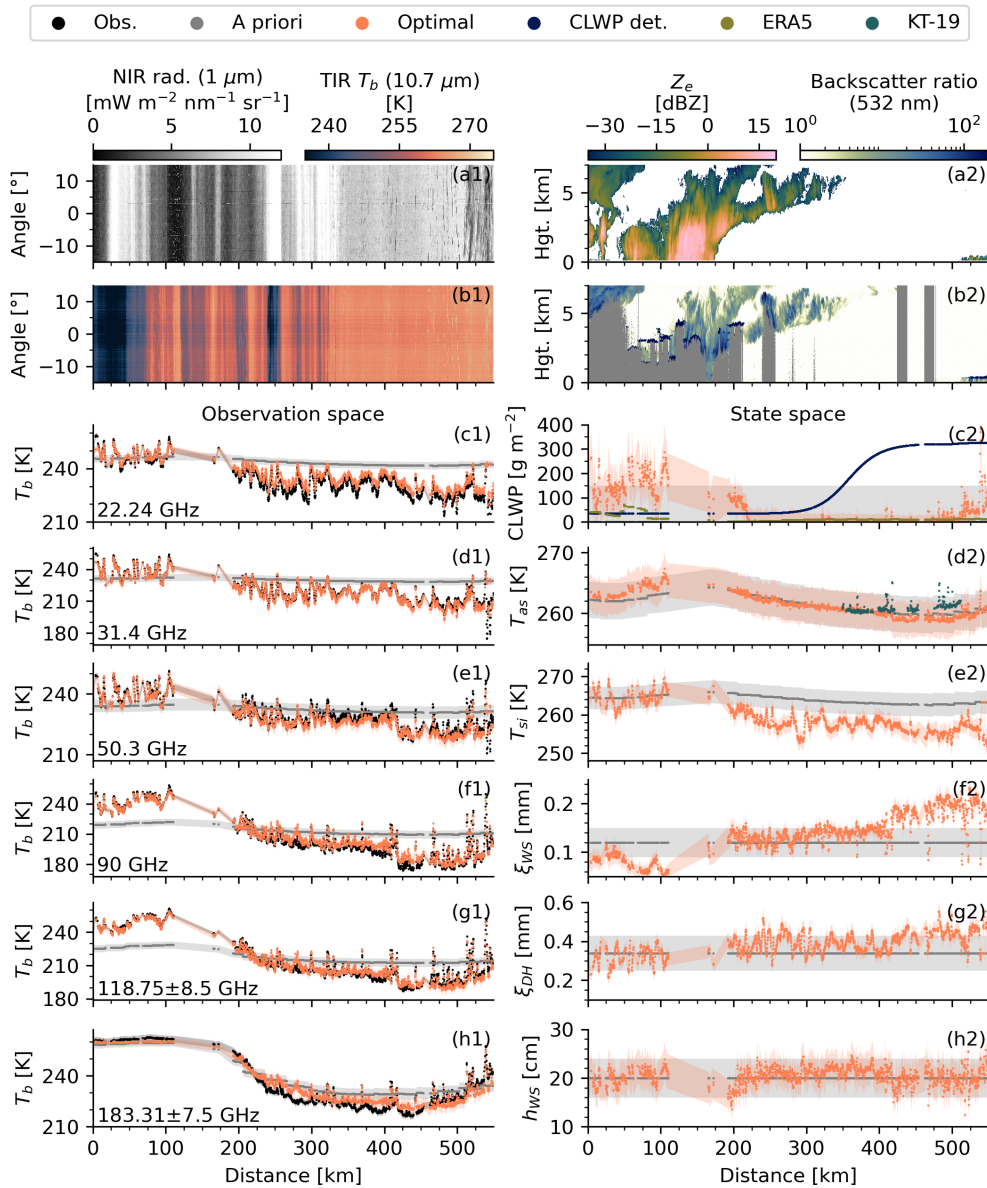 Obs. A priori Optimal CLWP det. ERA5 KT-19
NIR rad. (1 μm)
[mW m⁻² nm⁻¹ sr⁻¹]
0 5 10
TIR T_b (10.7 μm)
[K]
240 255 270
Z_e
[dBZ]
−30 −15 0 15
Backscatter ratio
(532 nm)
10⁰ 10²
Angle [°]
10
0
−10
(a1)
Hgt. [km]
5
0
(a2)
Angle [°]
10
0
−10
(b1)
Hgt. [km]
5
0
(b2)
Observation space
T_b [K]
240
210
22.24 GHz
(c1)
State space
CLWP [g m⁻²]
400
300
200
100
0
(c2)
T_b [K]
240
210
180
31.4 GHz
(d1)
T_as [K]
270
260
(d2)
T_b [K]
240
210
50.3 GHz
(e1)
T_si [K]
270
260
250
(e2)
T_b [K]
240
210
180
90 GHz
(f1)
ξ_WS [mm]
0.2
0.1
(f2)
T_b [K]
240
210
180
118.75±8.5 GHz
(g1)
ξ_DH [mm]
0.6
0.4
0.2
(g2)
T_b [K]
240
210
183.31±7.5 GHz
(h1)
0 100 200 300 400 500
Distance [km]
h_WS [cm]
30
20
10
(h2)
0 100 200 300 400 500
Distance [km]